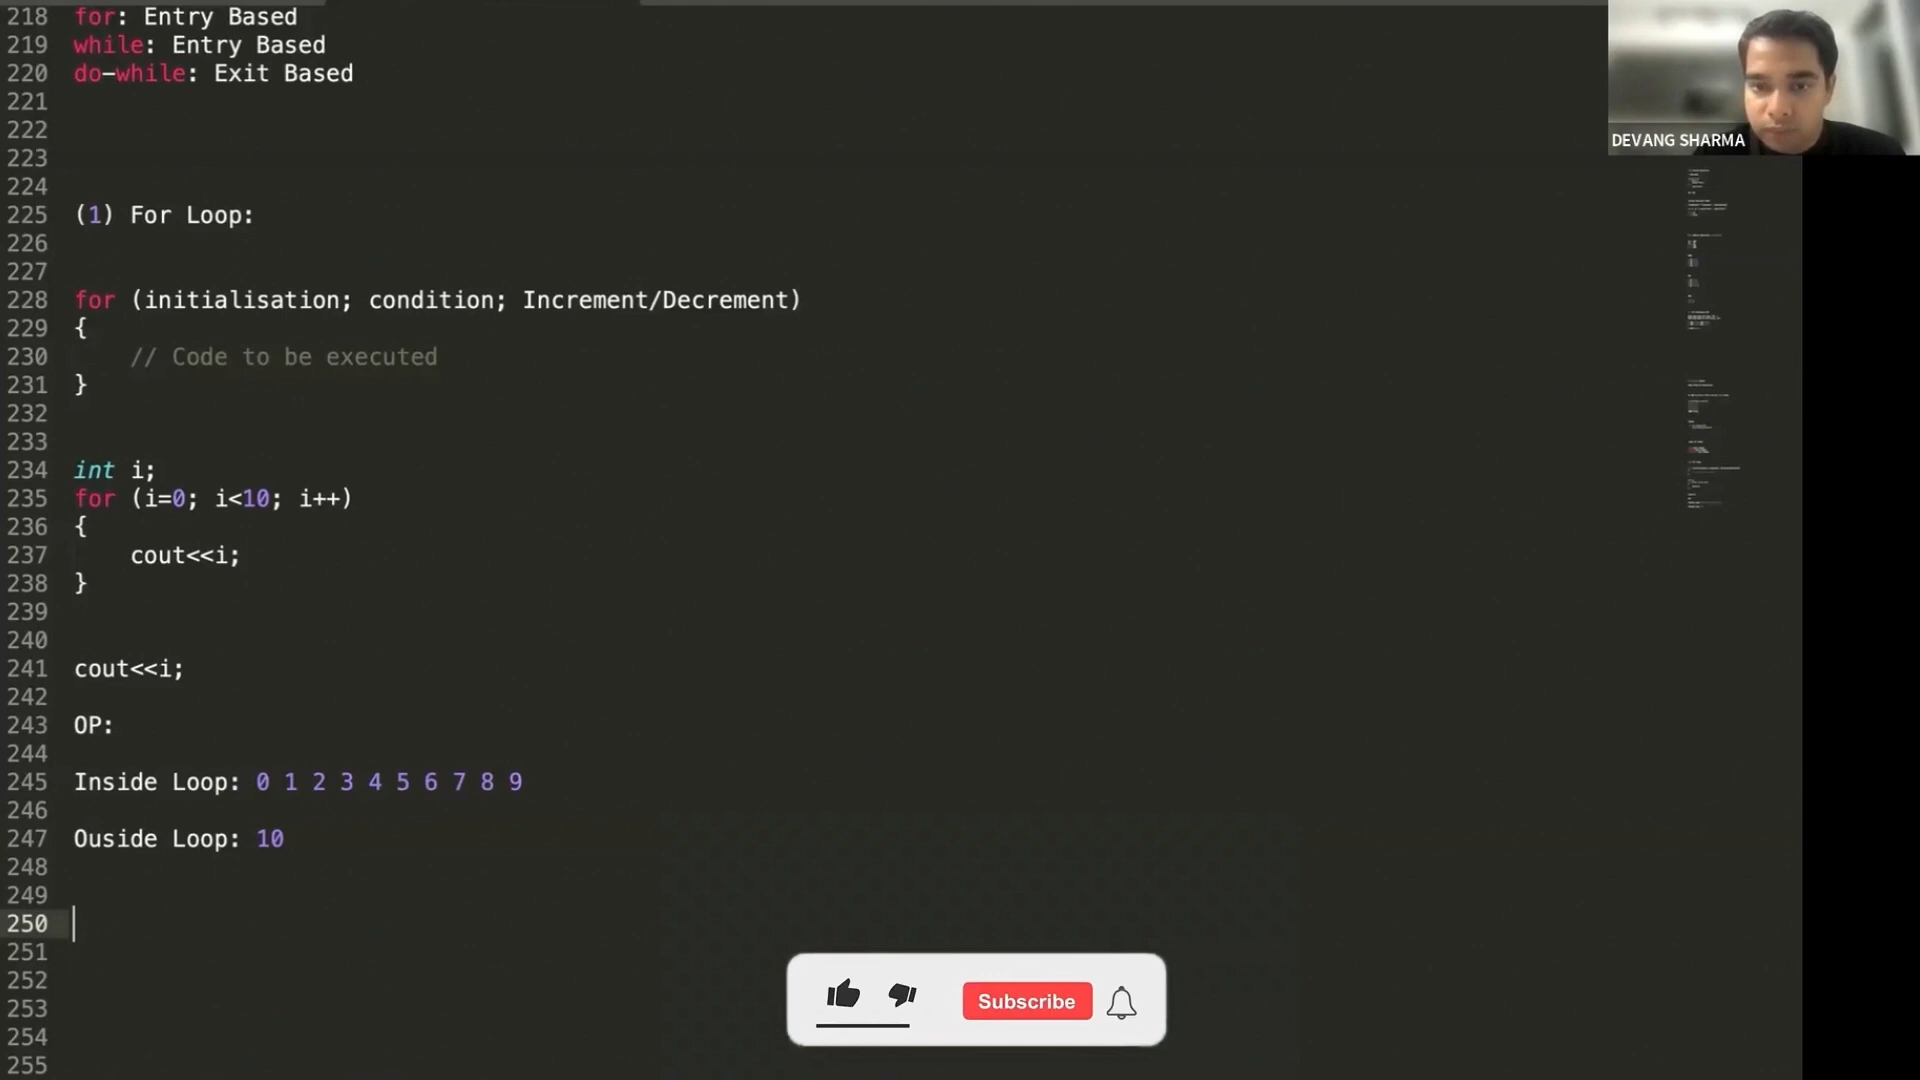 218 for: Entry Based
219 while: Entry Based
220 do-while: Exit Based
221
222
223
224
225 (1) For Loop:
226
227
228 for (initialisation; condition; Increment/Decrement)
229 {
230 // Code to be executed
231 }
232
233
234 int i;
235 for (i=0; i<10; i++)
236 {
237 cout<<i;
238 }
239
240
241 cout<<i;
242
243 OP:
244
245 Inside Loop: 0 1 2 3 4 5 6 7 8 9
246
247 Ouside Loop: 10
248
249
250
251
252
253
254
255
DEVANG SHARMA
Subscribe